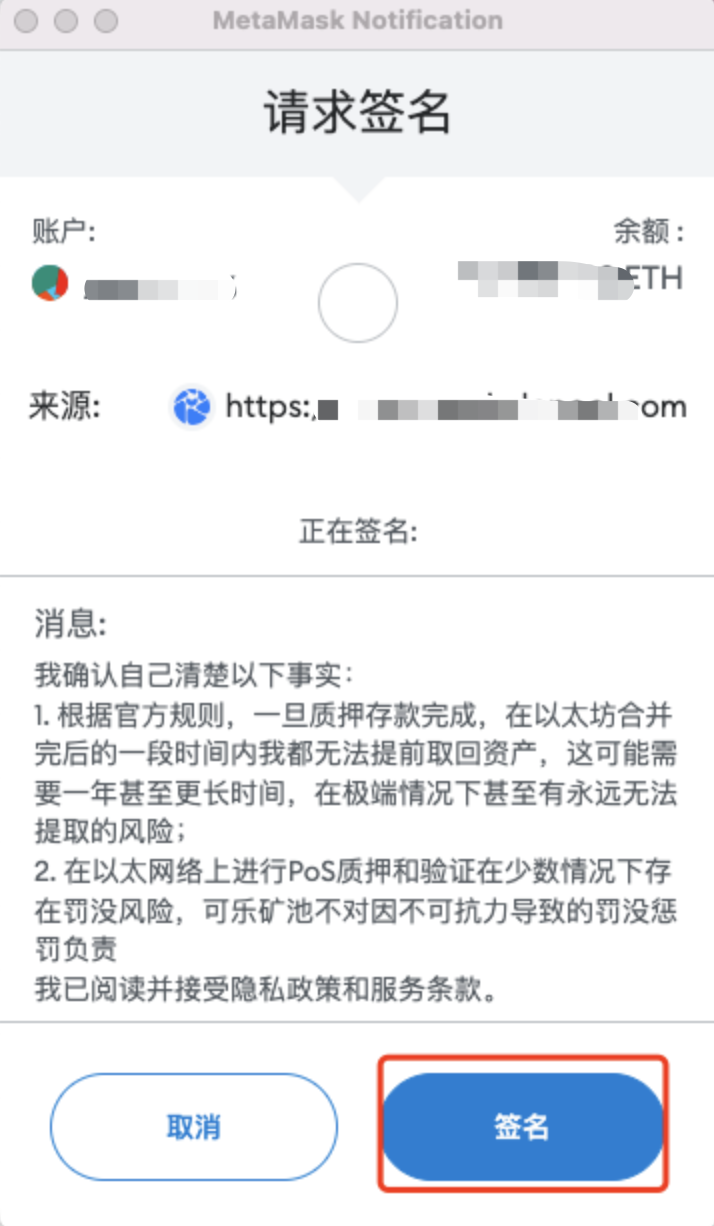 MetaMask Notification
请求签名
账户:
余额 :
ETH
来源:
https:
om
正在签名:
消息:
我确认自己清楚以下事实：
1. 根据官方规则，一旦质押存款完成，在以太坊合并
完后的一段时间内我都无法提前取回资产，这可能需
要一年甚至更长时间，在极端情况下甚至有永远无法
提取的风险；
2. 在以太网络上进行PoS质押和验证在少数情况下存
在罚没风险，可乐矿池不对因不可抗力导致的罚没惩
罚负责
我已阅读并接受隐私政策和服务条款。
取消
签名